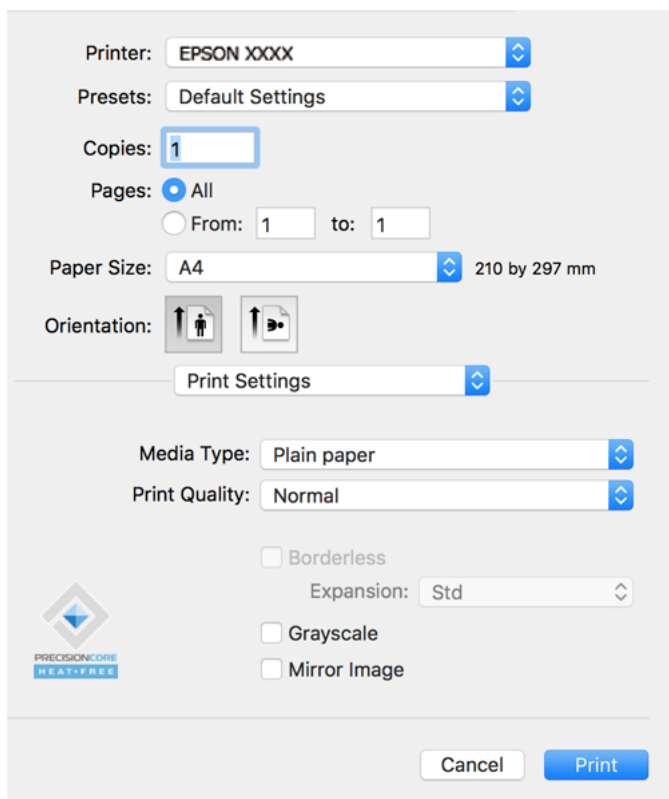 Printer: EPSON XXXX
Presets: Default Settings
Copies: 1
Pages: All
From: 1 to: 1
Paper Size: A4 210 by 297 mm
Orientation:
Print Settings
Media Type: Plain paper
Print Quality: Normal
Borderless
Expansion: Std
Grayscale
Mirror Image
PRECISIONCORE
HEAT-FREE
Cancel Print